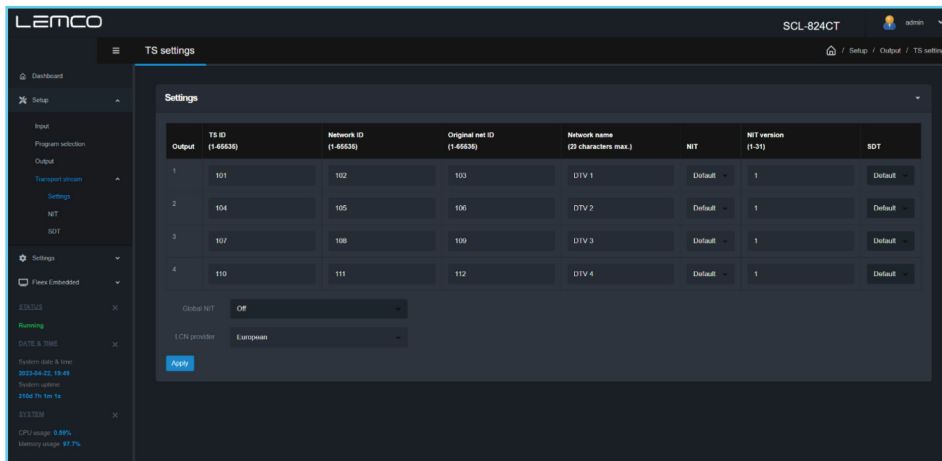 LEMCO
SCL-824CT
admin
TS settings
/ Setup / Output / TS settin
Dashboard
Setup
Input
Program selection
Output
Transport stream
Settings
NIT
SDT
Settings
Fleex Embedded
STATUS
Running
DATE & TIME
System date & time
2023-04-22, 19:49
System uptime
310d 7h 1m 1s
SYSTEM
CPU usage: 0.59%
Memory usage: 97.7%
Settings
Output
TS ID
(1-65535)
Network ID
(1-65535)
Original net ID
(1-65535)
Network name
(20 characters max.)
NIT
NIT version
(1-31)
SDT
1 101 102 103 DTV 1 Default 1 Default
2 104 105 106 DTV 2 Default 1 Default
3 107 108 109 DTV 3 Default 1 Default
4 110 111 112 DTV 4 Default 1 Default
Global NIT Off
LCN provider European
Apply